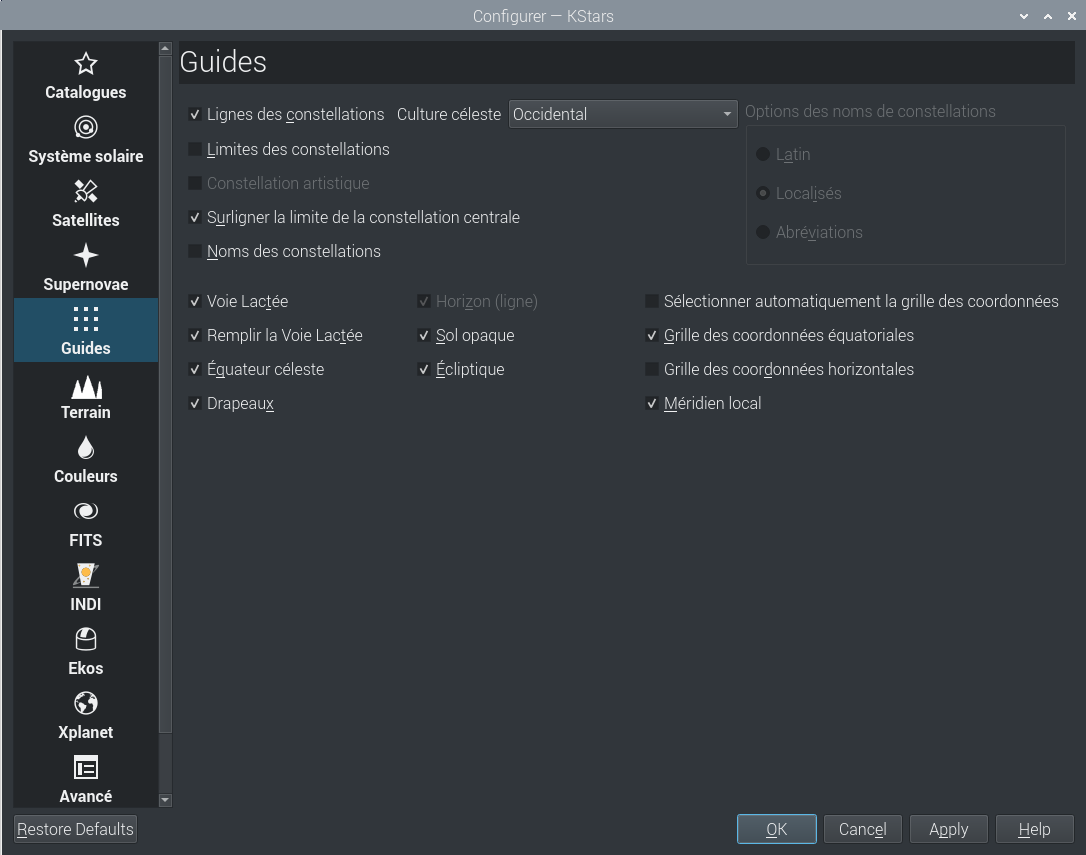 Configurer — KStars
Catalogues
Système solaire
Satellites
Supernovae
Guides
Terrain
Couleurs
FITS
INDI
Ekos
Xplanet
Avancé
Guides
Lignes des constellations Culture céleste Occidental
Limites des constellations
Constellation artistique
Surligner la limite de la constellation centrale
Noms des constellations
Options des noms de constellations
Latin
Localisés
Abréviations
Voie Lactée Horizon (ligne) Sélectionner automatiquement la grille des coordonnées
Remplir la Voie Lactée Sol opaque Grille des coordonnées équatoriales
Équateur céleste Écliptique Grille des coordonnées horizontales
Drapeaux Méridien local
Restore Defaults OK Cancel Apply Help